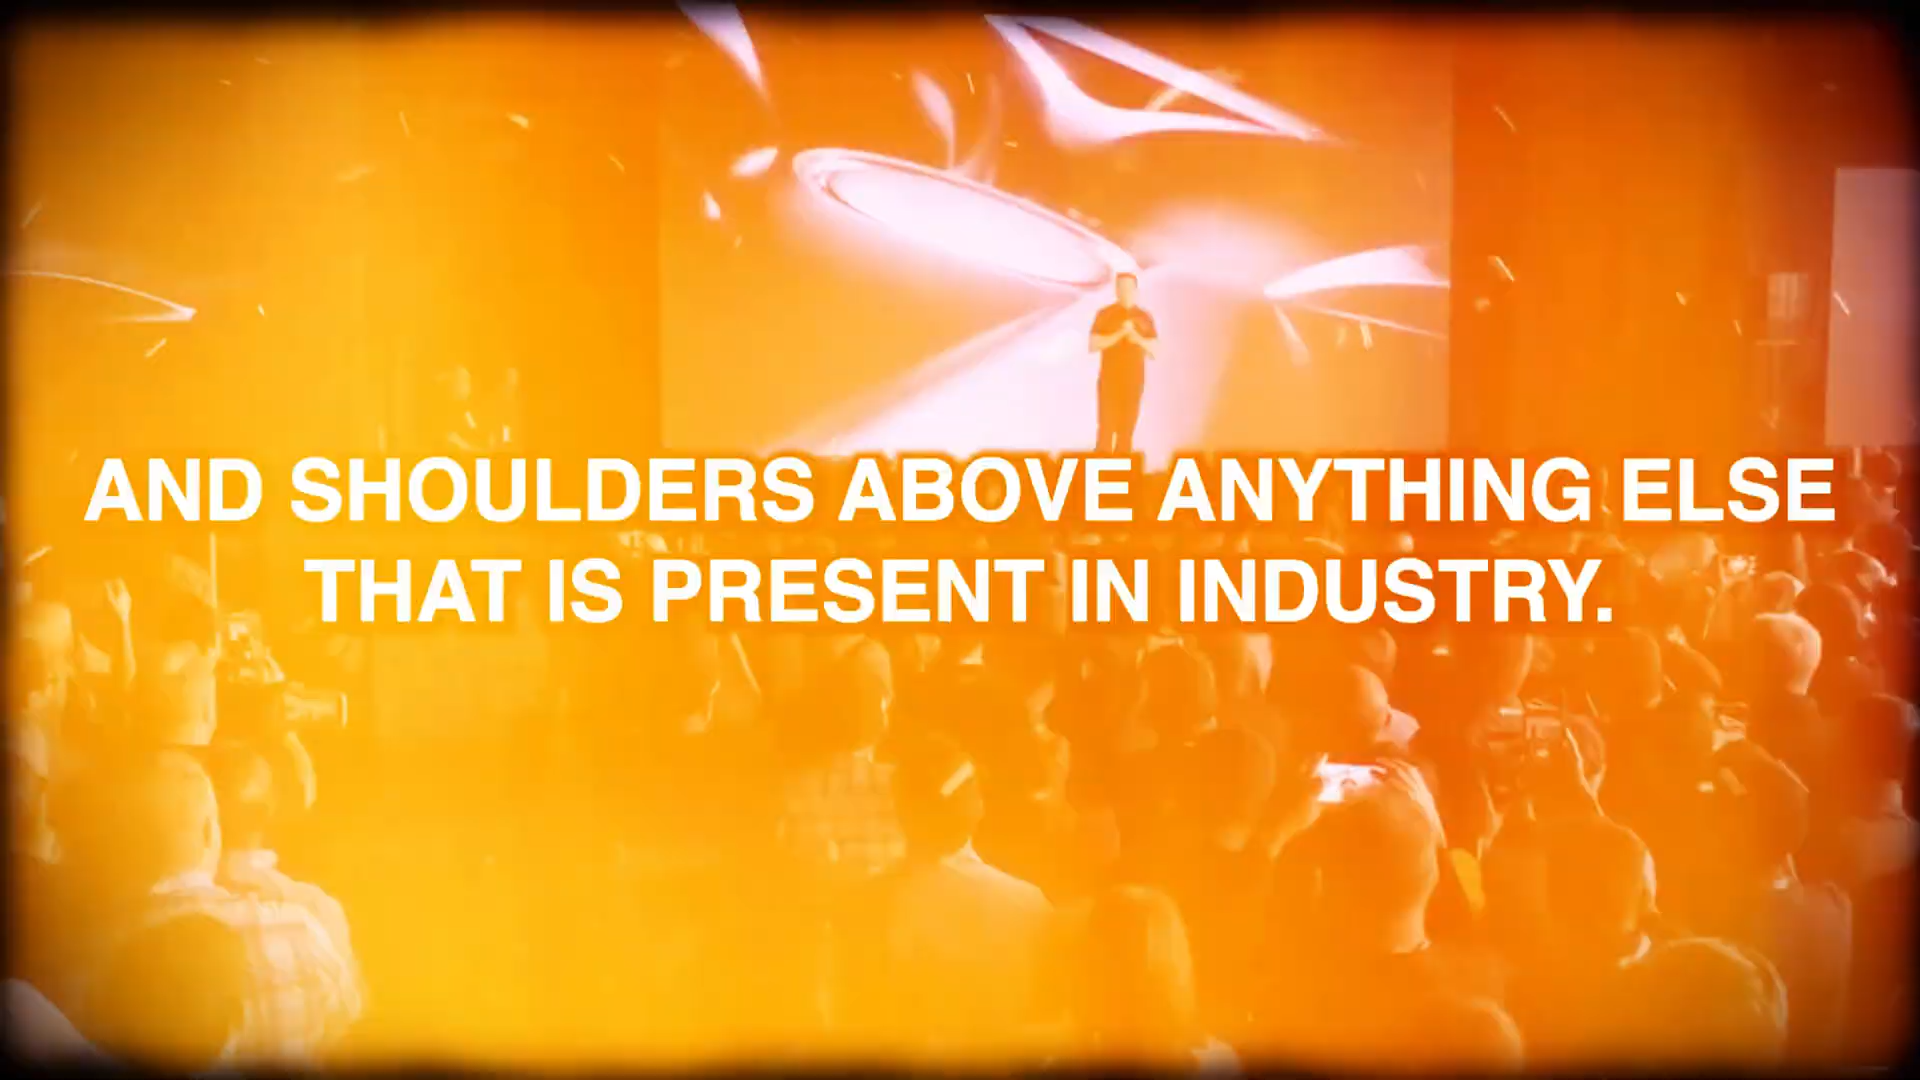 AND SHOULDERS ABOVE ANYTHING ELSE
THAT IS PRESENT IN INDUSTRY.